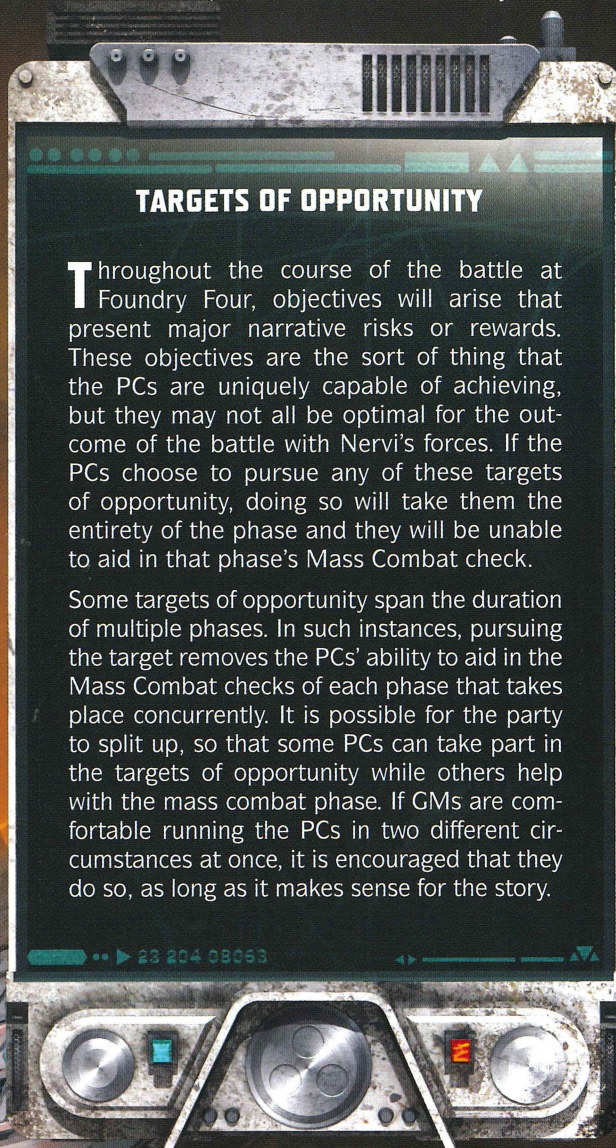 TARGETS OF OPPORTUNITY
Throughout the course of the battle at
Foundry Four, objectives will arise that
present major narrative risks or rewards.
These objectives are the sort of thing that
the PCs are uniquely capable of achieving,
but they may not all be optimal for the out-
come of the battle with Nervi's forces. If the
PCs choose to pursue any of these targets
of opportunity, doing so will take them the
entirety of the phase and they will be unable
to aid in that phase's Mass Combat check.
Some targets of opportunity span the duration
of multiple phases. In such instances, pursuing
the target removes the PCs' ability to aid in the
Mass Combat checks of each phase that takes
place concurrently. It is possible for the party
to split up, so that some PCs can take part in
the targets of opportunity while others help
with the mass combat phase. If GMs are com-
fortable running the PCs in two different cir-
cumstances at once, it is encouraged that they
do so, as long as it makes sense for the story.
23 204 08063